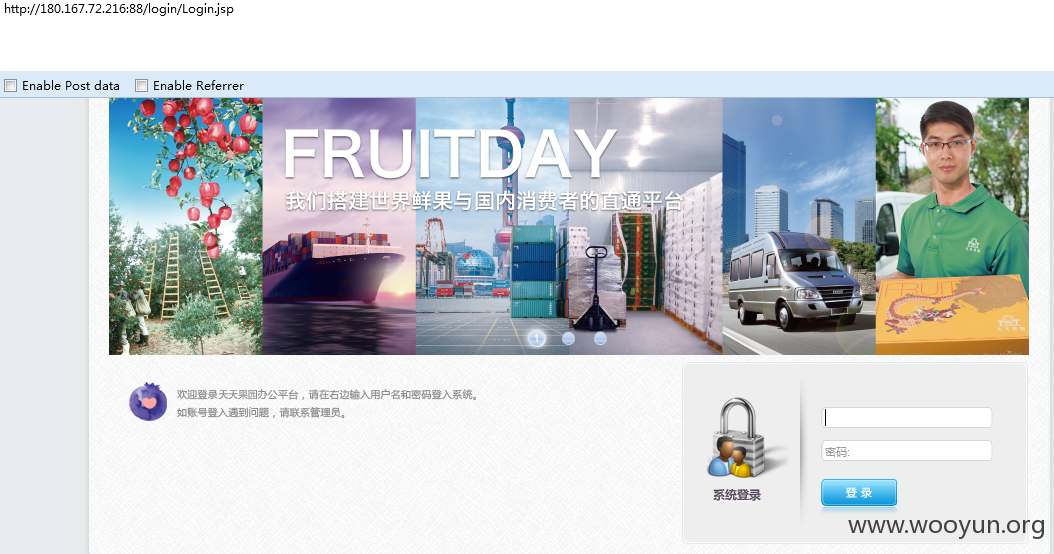 http://180.167.72.216:88/login/Login.jsp
Enable Post data Enable Referrer
FRUITDAY
我们搭建世界鲜果与国内消费者的直通平台
FRUITDAY
1
欢迎登录天天果园办公平台，请在右边输入用户名和密码登入系统。
如账号登入遇到问题，请联系管理员。
密码:
系统登录
登 录
www.wooyun.org